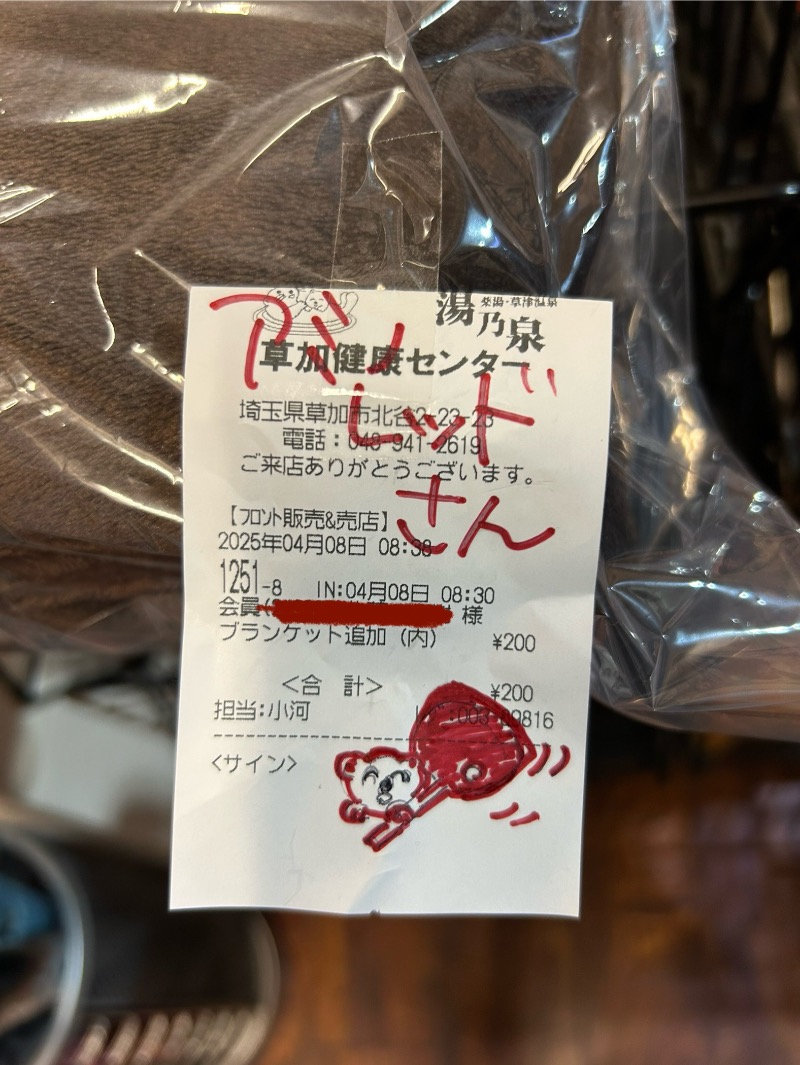 薬湯・草津温泉
湯乃泉
草加健康センター
埼玉県草加市北谷2-23-23
電話：048-941-2619
ご来店ありがとうございます。
【フロント販売&売店】
2025年04月08日 08:38
1251-8 IN:04月08日 08:30
会員 様
ブランケット追加（内） ¥200
<合 計> ¥200
担当:小河
<サイン>
レッド
さん